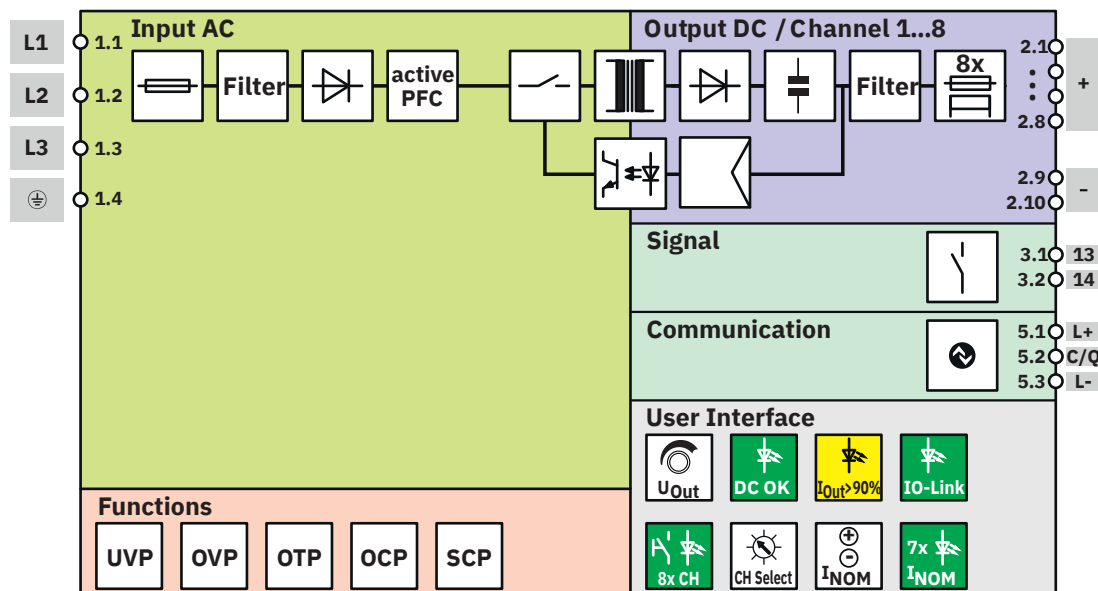 Input AC
Output DC / Channel 1...8
L1
1.1
L2
1.2
L3
1.3
1.4
Filter
active
PFC
Filter
8x
2.1
2.8
+
2.9
2.10
-
Signal
3.1
13
3.2
14
Communication
5.1
L+
5.2
C/Q
5.3
L-
User Interface
UOut
DC OK
IOut>90%
IO-Link
8x CH
CH Select
+
-
INOM
7x
INOM
Functions
UVP
OVP
OTP
OCP
SCP